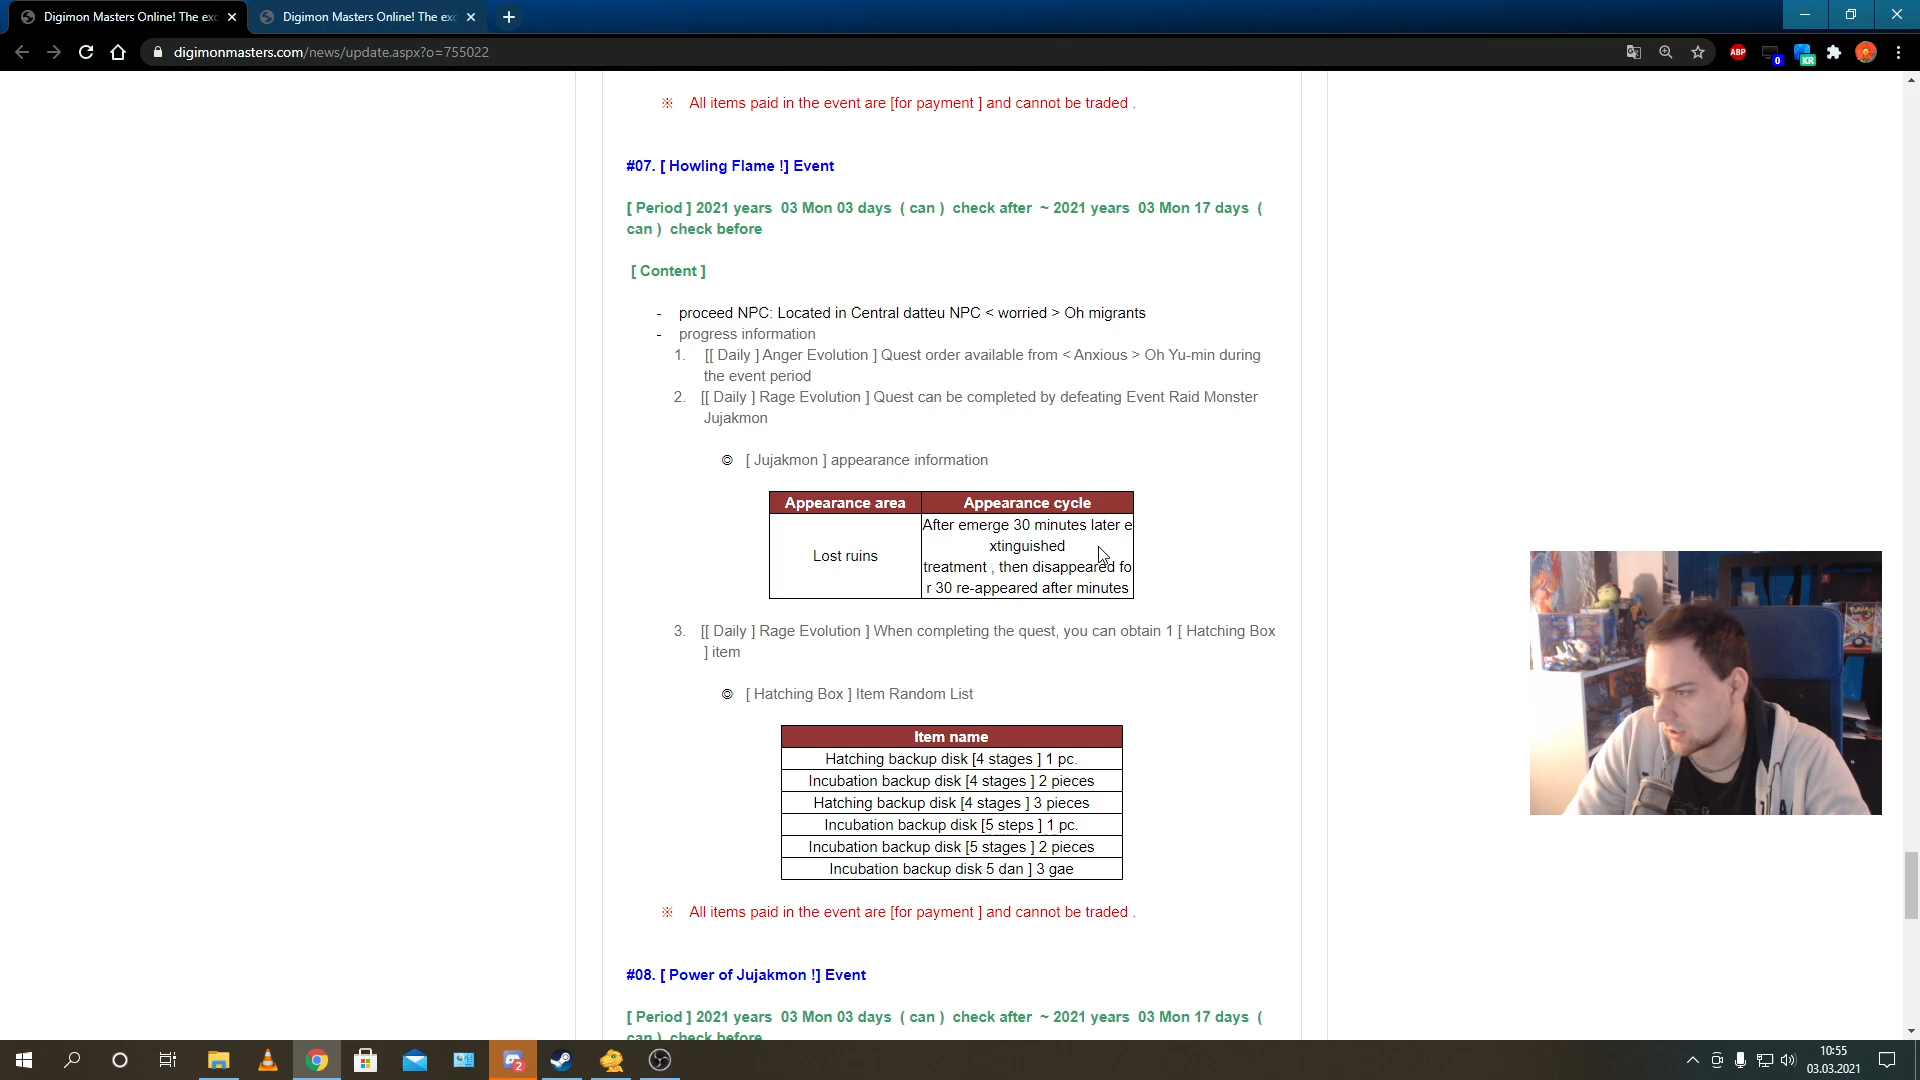 Digimon Masters Online! The exc
Digimon Masters Online! The exc
digimonmasters.com/news/update.aspx?o=755022
ABP
0
KR
※ All items paid in the event are [for payment ] and cannot be traded .
#07. [ Howling Flame !] Event
[ Period ] 2021 years 03 Mon 03 days ( can ) check after ~ 2021 years 03 Mon 17 days (
can ) check before
[ Content ]
- proceed NPC: Located in Central datteu NPC < worried > Oh migrants
- progress information
1. [[ Daily ] Anger Evolution ] Quest order available from < Anxious > Oh Yu-min during
the event period
2. [[ Daily ] Rage Evolution ] Quest can be completed by defeating Event Raid Monster
Jujakmon
◎ [ Jujakmon ] appearance information
Appearance area Appearance cycle
Lost ruins
After emerge 30 minutes later e
xtinguished
treatment , then disappeared fo
r 30 re-appeared after minutes
3. [[ Daily ] Rage Evolution ] When completing the quest, you can obtain 1 [ Hatching Box
] item
◎ [ Hatching Box ] Item Random List
Item name
Hatching backup disk [4 stages ] 1 pc.
Incubation backup disk [4 stages ] 2 pieces
Hatching backup disk [4 stages ] 3 pieces
Incubation backup disk [5 steps ] 1 pc.
Incubation backup disk [5 stages ] 2 pieces
Incubation backup disk 5 dan ] 3 gae
※ All items paid in the event are [for payment ] and cannot be traded .
#08. [ Power of Jujakmon !] Event
[ Period ] 2021 years 03 Mon 03 days ( can ) check after ~ 2021 years 03 Mon 17 days (
can ) check before
2
10:55
03.03.2021